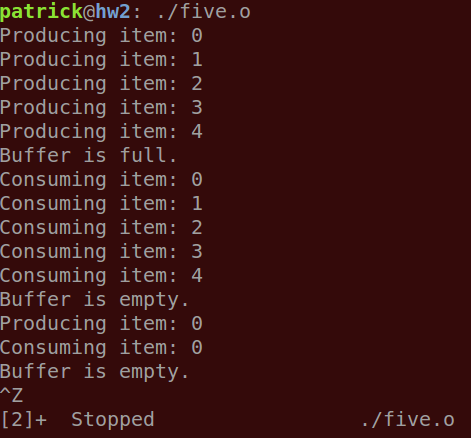 patrick@hw2: ./five.o
Producing item: 0
Producing item: 1
Producing item: 2
Producing item: 3
Producing item: 4
Buffer is full.
Consuming item: 0
Consuming item: 1
Consuming item: 2
Consuming item: 3
Consuming item: 4
Buffer is empty.
Producing item: 0
Consuming item: 0
Buffer is empty.
^Z
[2]+  Stopped                 ./five.o